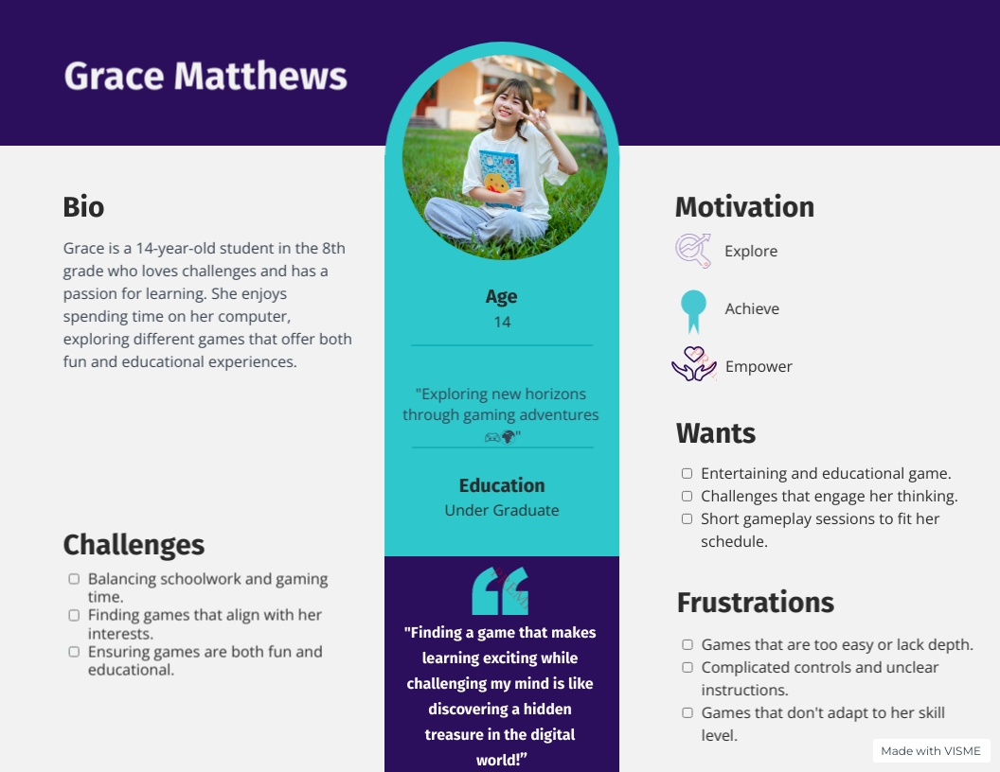 Grace Matthews
Bio
Grace is a 14-year-old student in the 8th
grade who loves challenges and has a
passion for learning. She enjoys
spending time on her computer,
exploring different games that offer both
fun and educational experiences.
Challenges
Balancing schoolwork and gaming
time.
Finding games that align with her
interests.
Ensuring games are both fun and
educational.
Age
14
"Exploring new horizons
through gaming adventures
🎮🌍"
Education
Under Graduate
"Finding a game that makes
learning exciting while
challenging my mind is like
discovering a hidden
treasure in the digital
world!”
Motivation
Explore
Achieve
Empower
Wants
Entertaining and educational game.
Challenges that engage her thinking.
Short gameplay sessions to fit her
schedule.
Frustrations
Games that are too easy or lack depth.
Complicated controls and unclear
instructions.
Games that don't adapt to her skill
level.
Made with VISME